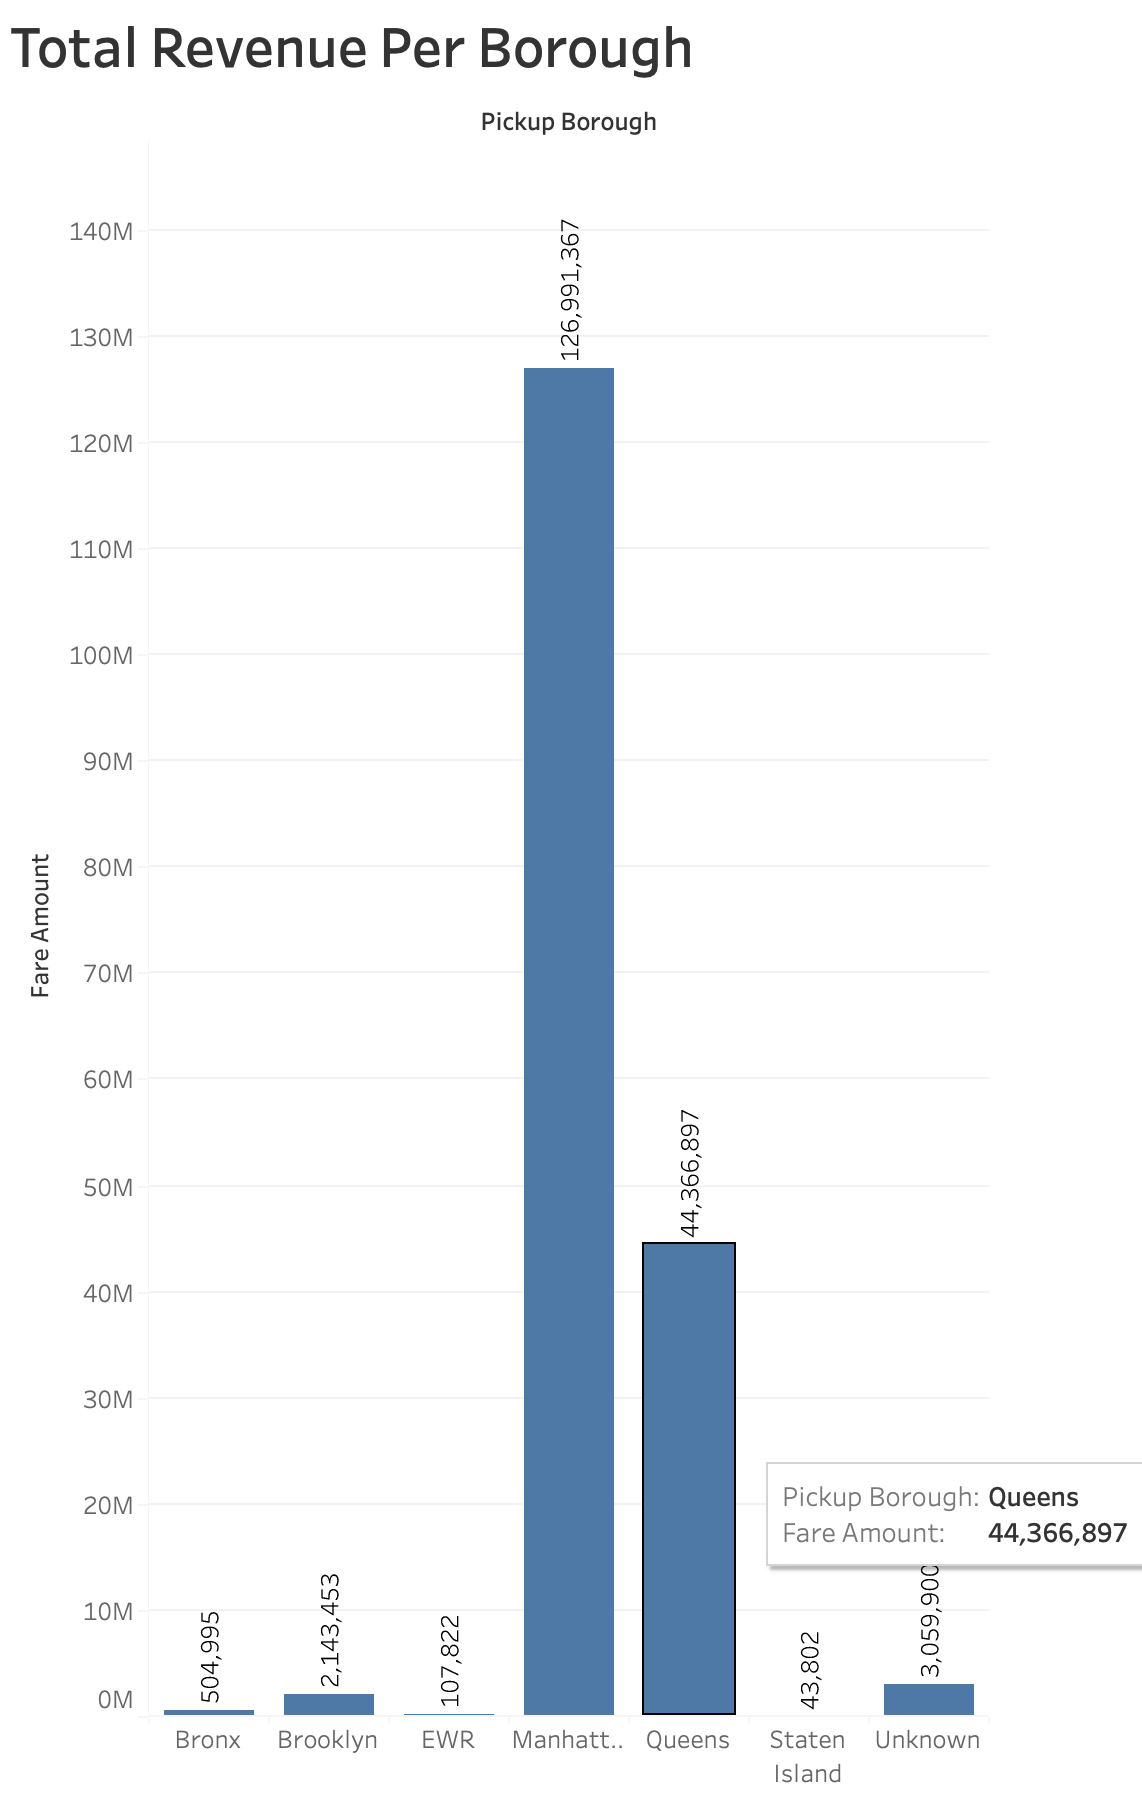 Total Revenue Per Borough
Pickup Borough
140M
130M
120M
110M
100M
90M
80M
70M
60M
50M
40M
30M
20M
10M
0M
Fare Amount
504,995
2,143,453
107,822
126,991,367
44,366,897
43,802
3,059,900
Pickup Borough: Queens
Fare Amount: 44,366,897
Bronx Brooklyn EWR Manhatt.. Queens Staten Unknown
Island